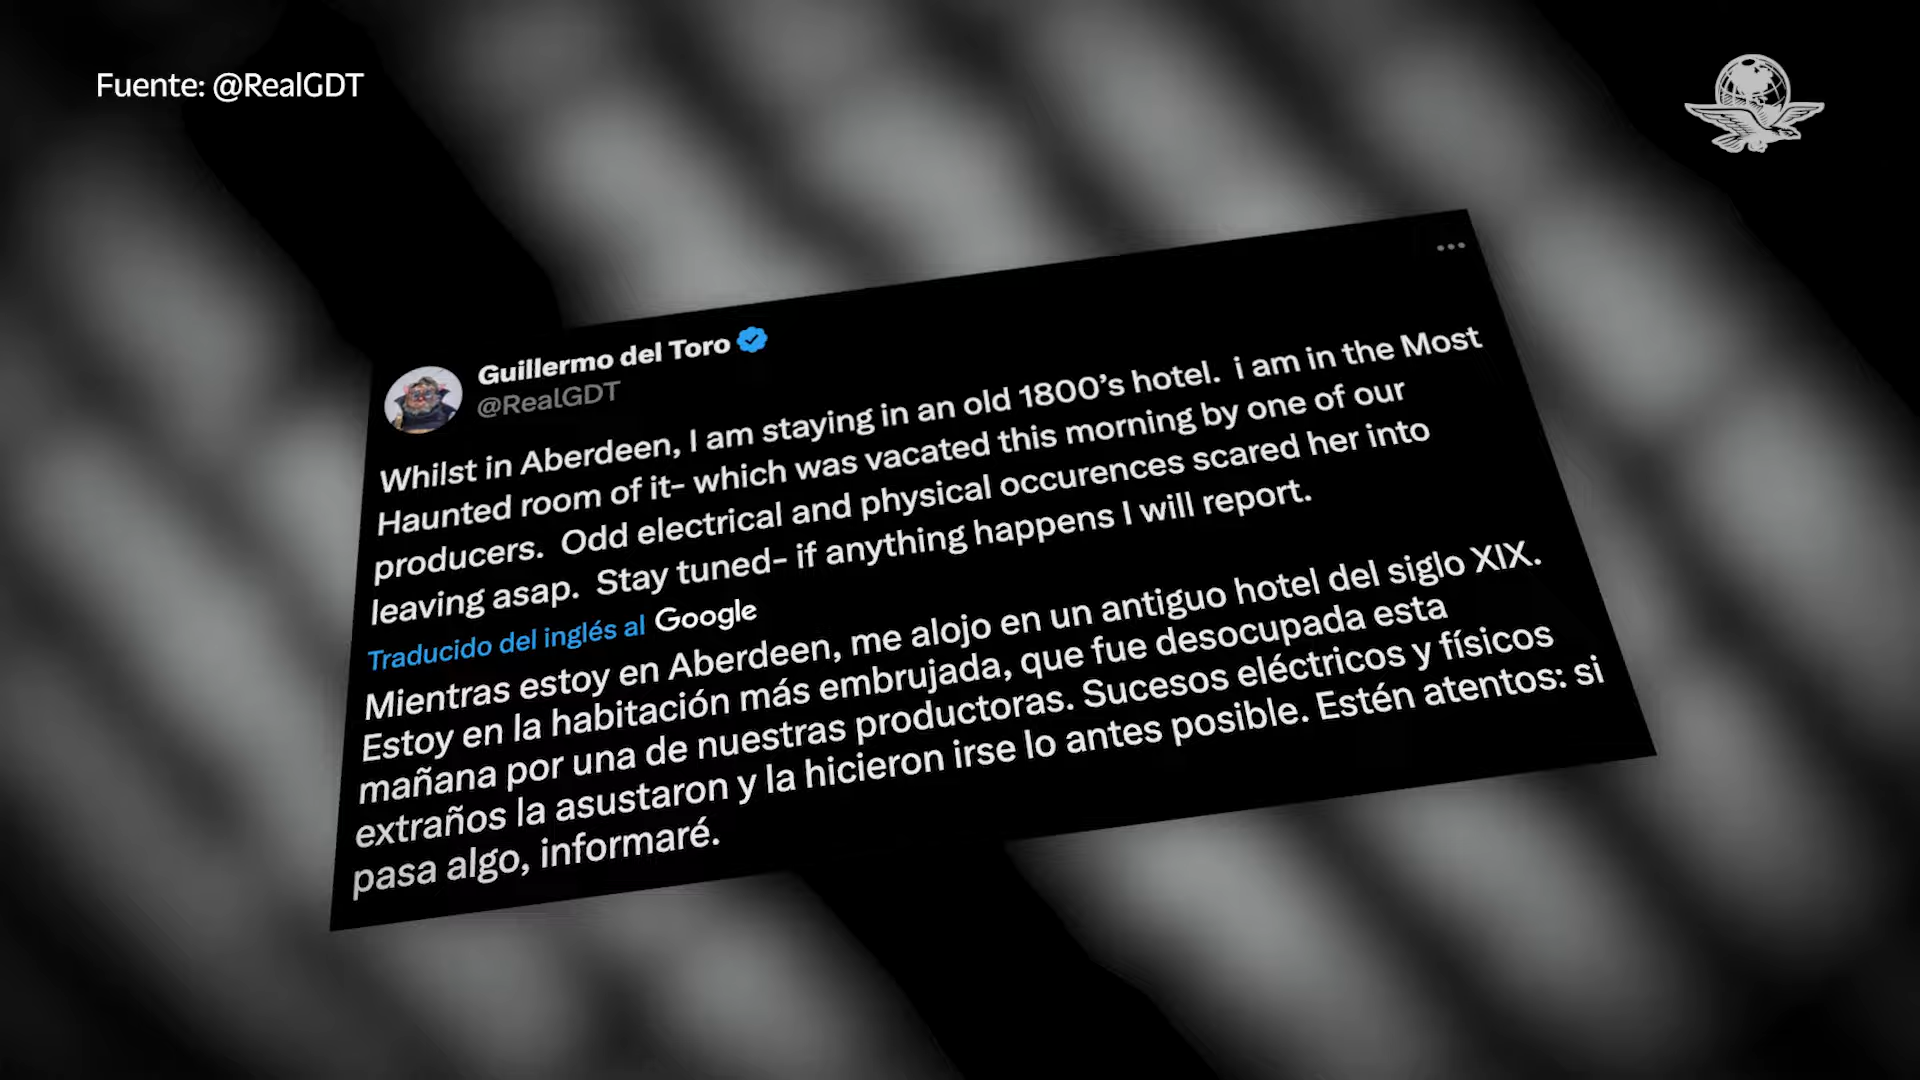 Fuente: @RealGDT
Guillermo del Toro
@RealGDT
Whilst in Aberdeen, I am staying in an old 1800’s hotel.  i am in the Most
Haunted room of it- which was vacated this morning by one of our
producers.  Odd electrical and physical occurences scared her into
leaving asap.  Stay tuned- if anything happens I will report.
Traducido del inglés al Google
Mientras estoy en Aberdeen, me alojo en un antiguo hotel del siglo XIX.
Estoy en la habitación más embrujada, que fue desocupada esta
mañana por una de nuestras productoras. Sucesos eléctricos y físicos
extraños la asustaron y la hicieron irse lo antes posible. Estén atentos: si
pasa algo, informaré.